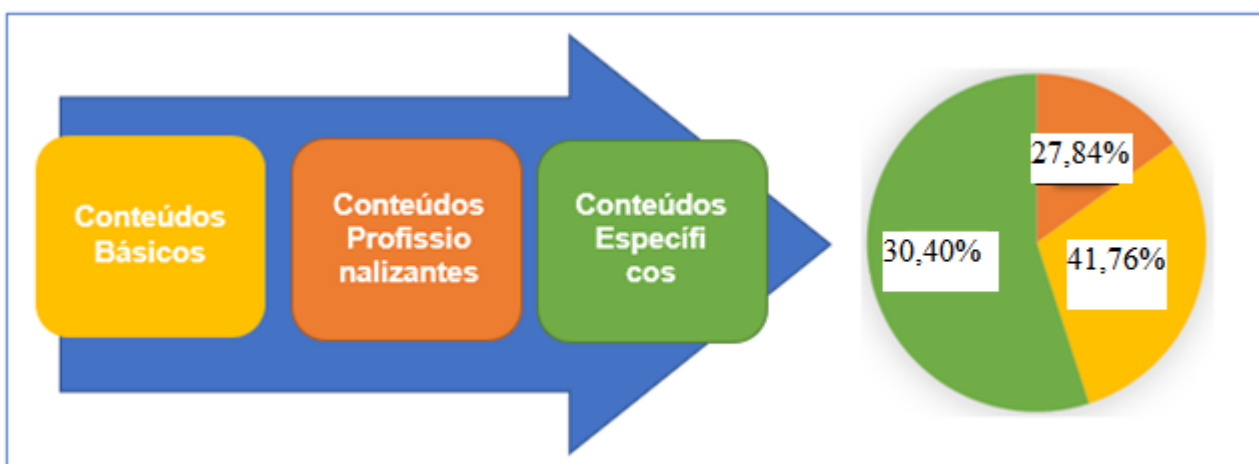 Conteúdos
Básicos
Conteúdos
Profissio
nalizantes
Conteúdos
Específi
cos
27,84%
30,40%
41,76%